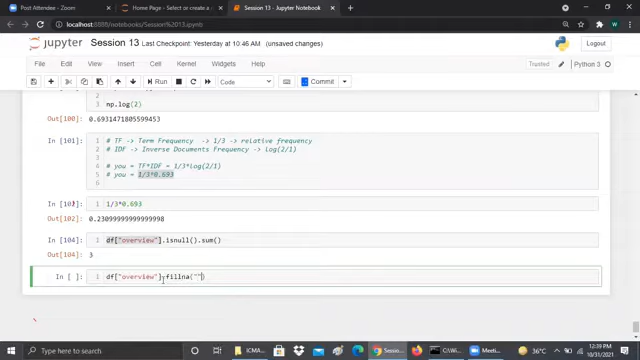 Post Attendee - Zoom
Home Page - Select or create a n
Session 13 - Jupyter Notebook
localhost:8888/notebooks/Session%2013.ipynb
jupyter Session 13 Last Checkpoint: Yesterday at 10:46 AM (unsaved changes)
Logout
File Edit View Insert Cell Kernel Widgets Help
Trusted Python 3
Run Code Commit
3 np.log(2)
Out[100]: 0.6931471805599453
In [101]:
1 # TF -> Term Frequency -> 1/3 -> relative frequency
2 # IDF -> Inverse Documents Frequency -> log(2/1)
3
4 # you = TF*IDF = 1/3*log(2/1)
5 # you = 1/3*0.693
6
1 1/3*0.693
Out[102]: 0.23099999999999998
In [104]: 1 df["overview"].isnull().sum()
Out[104]: 3
In [ ]: 1 df["overview"].fillna("")
Type here to search
ICMA
Sessi
C:\Wi
Meeti
36°C
12:39 PM
10/31/2021